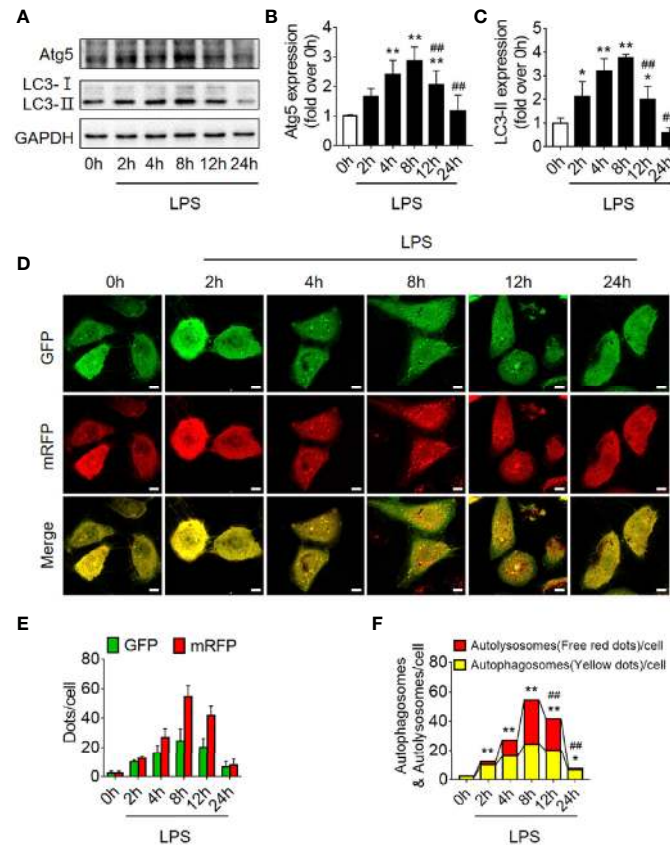 A
Atg5
LC3-Ⅰ
LC3-Ⅱ
GAPDH
0h 2h 4h 8h 12h 24h
LPS
B
Atg5 expression
(fold over 0h)
4
3
2
1
0
** ** ## ** ##
0h 2h 4h 8h 12h 24h
LPS
C
LC3-II expression
(fold over 0h)
5
4
3
2
1
0
* ** ** ## *
0h 2h 4h 8h 12h 24h
LPS
D
LPS
0h 2h 4h 8h 12h 24h
GFP
mRFP
Merge
E
GFP mRFP
Dots/cell
80
60
40
20
0
0h 2h 4h 8h 12h 24h
LPS
F
Autolysosomes(Free red dots)/cell
Autophagosomes(Yellow dots)/cell
Autophagosomes
& Autolysosomes/cell
80
60
40
20
0
** ** ** ## ** ## *
0h 2h 4h 8h 12h 24h
LPS